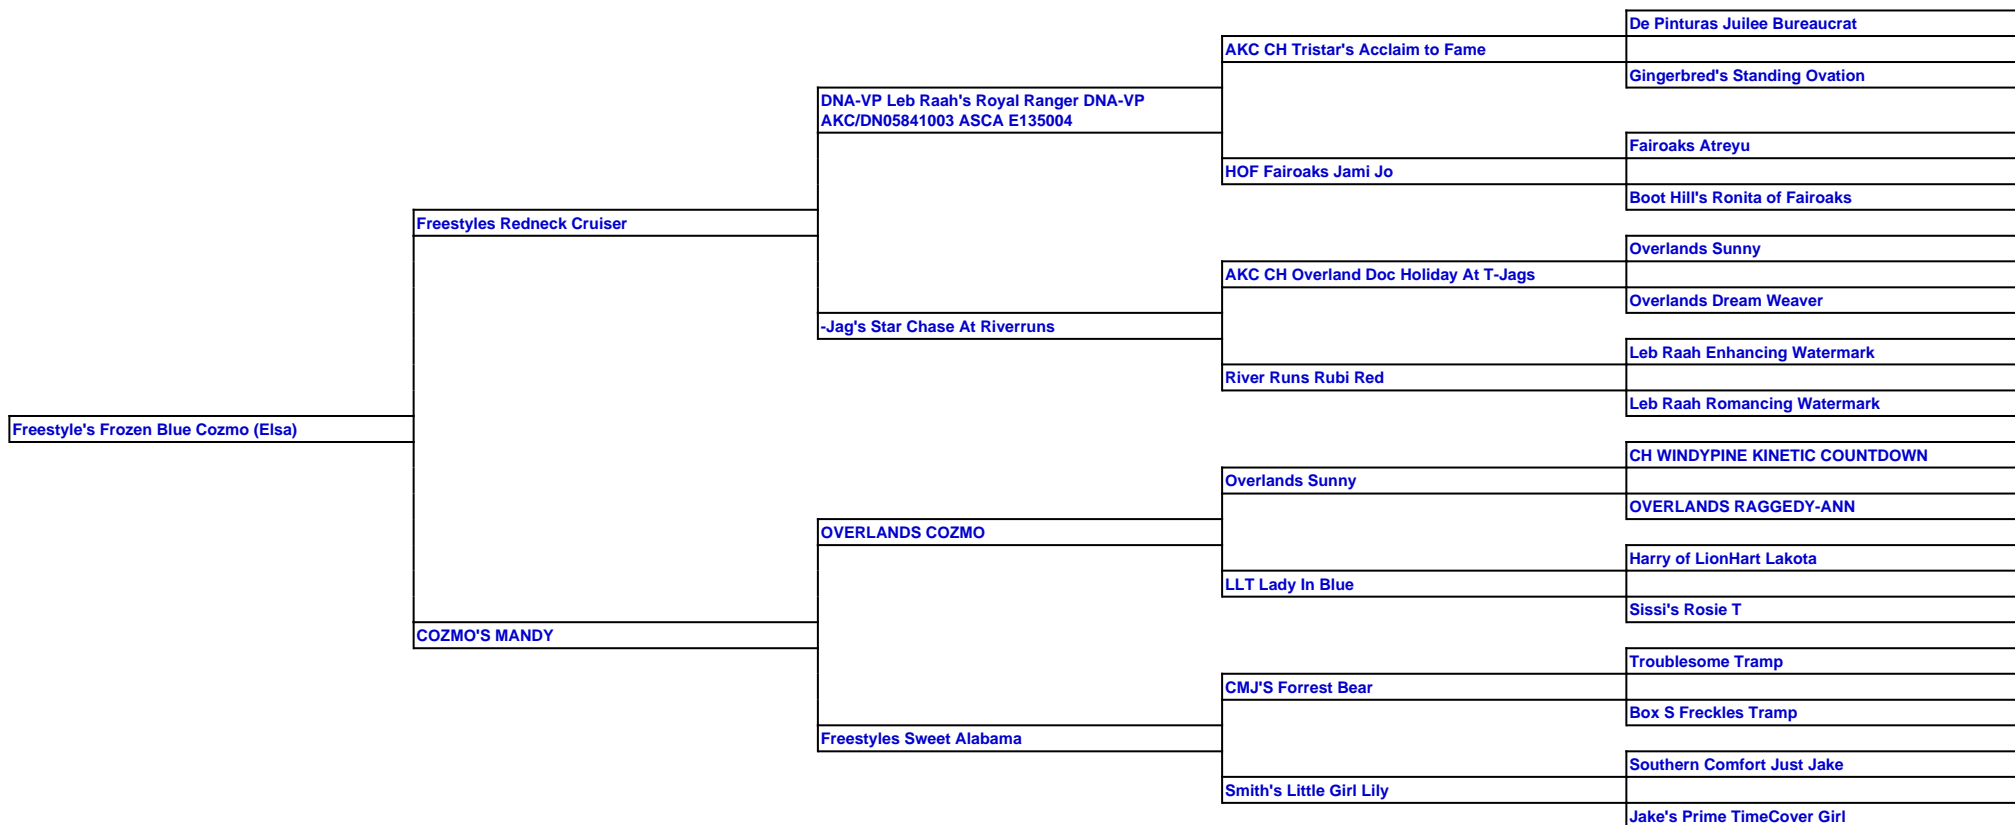 De Pinturas Juilee Bureaucrat
AKC CH Tristar's Acclaim to Fame
Gingerbred's Standing Ovation
DNA-VP Leb Raah's Royal Ranger DNA-VP
AKC/DN05841003 ASCA E135004
Fairoaks Atreyu
HOF Fairoaks Jami Jo
Boot Hill's Ronita of Fairoaks
Freestyles Redneck Cruiser
Overlands Sunny
AKC CH Overland Doc Holiday At T-Jags
Overlands Dream Weaver
-Jag's Star Chase At Riverruns
Leb Raah Enhancing Watermark
River Runs Rubi Red
Leb Raah Romancing Watermark
Freestyle's Frozen Blue Cozmo (Elsa)
CH WINDYPINE KINETIC COUNTDOWN
Overlands Sunny
OVERLANDS RAGGEDY-ANN
OVERLANDS COZMO
Harry of LionHart Lakota
LLT Lady In Blue
Sissi's Rosie T
COZMO'S MANDY
Troublesome Tramp
CMJ'S Forrest Bear
Box S Freckles Tramp
Freestyles Sweet Alabama
Southern Comfort Just Jake
Smith's Little Girl Lily
Jake's Prime TimeCover Girl